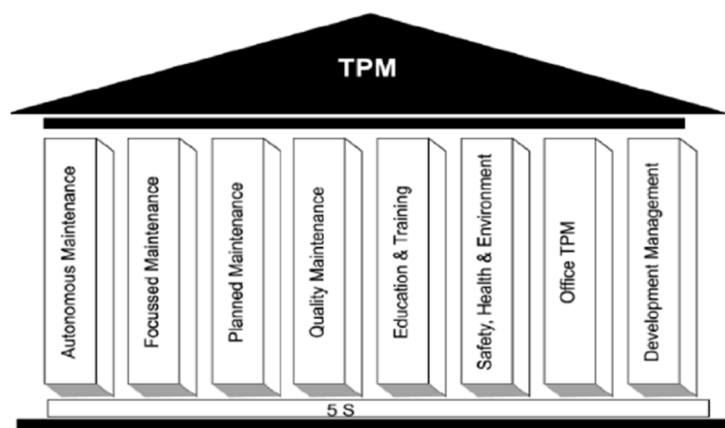 TPM
Autonomous Maintenance
Focussed Maintenance
Planned Maintenance
Quality Maintenance
Education & Training
Safety, Health & Environment
Office TPM
Development Management
5 S